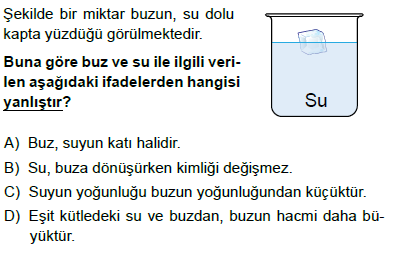 Şekilde bir miktar buzun, su dolu
kapta yüzdüğü görülmektedir.
Buna göre buz ve su ile ilgili veri-
len aşağıdaki ifadelerden hangisi
yanlıştır?
Su
A) Buz, suyun katı halidir.
B) Su, buza dönüşürken kimliği değişmez.
C) Suyun yoğunluğu buzun yoğunluğundan küçüktür.
D) Eşit kütledeki su ve buzdan, buzun hacmi daha bü-
yüktür.